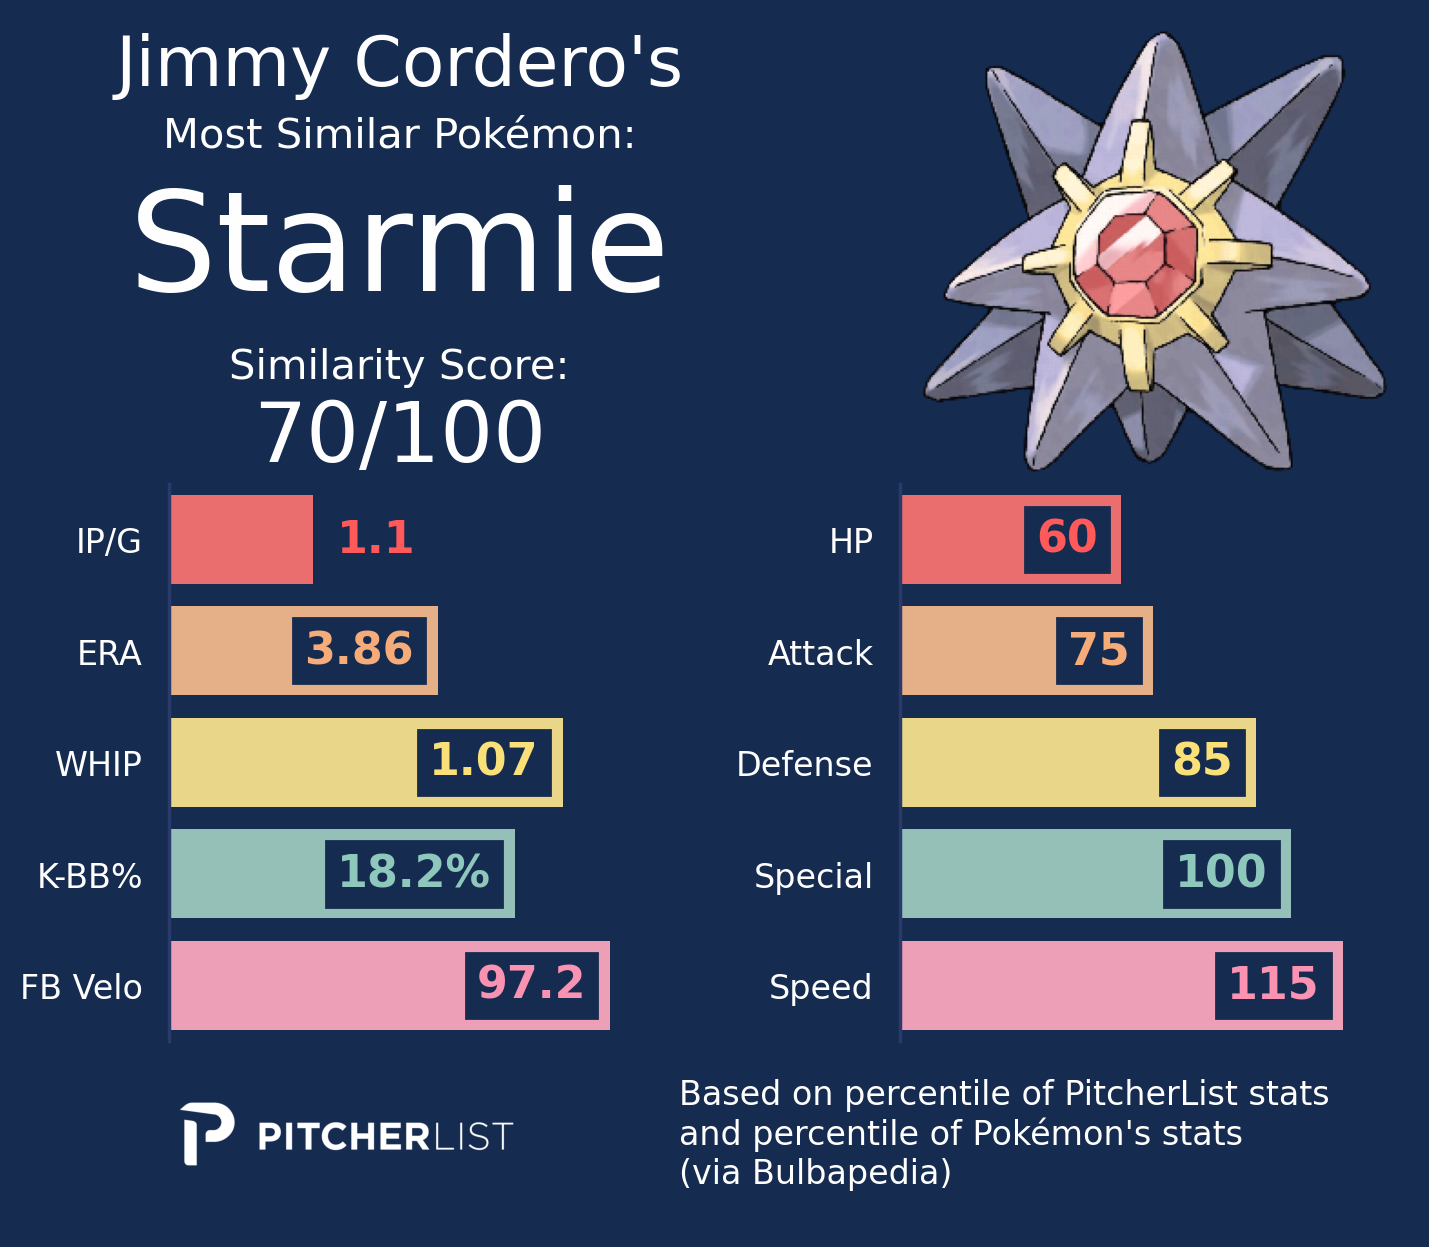 Jimmy Cordero's
Most Similar Pokémon:
Starmie
Similarity Score:
70/100
IP/G 1.1
ERA 3.86
WHIP 1.07
K-BB% 18.2%
FB Velo 97.2
HP 60
Attack 75
Defense 85
Special 100
Speed 115
PITCHERLIST
Based on percentile of PitcherList stats
and percentile of Pokémon's stats
(via Bulbapedia)